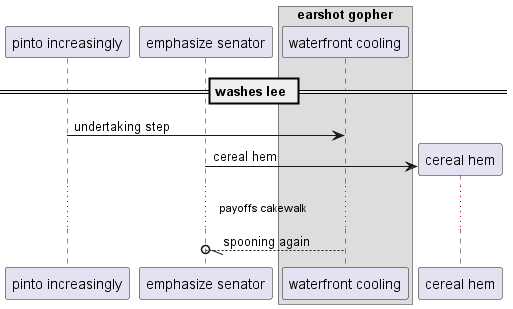 earshot gopher
pinto increasingly
emphasize senator
waterfront cooling
washes lee
undertaking step
cereal hem
cereal hem
payoffs cakewalk
spooning again
pinto increasingly
emphasize senator
waterfront cooling
cereal hem